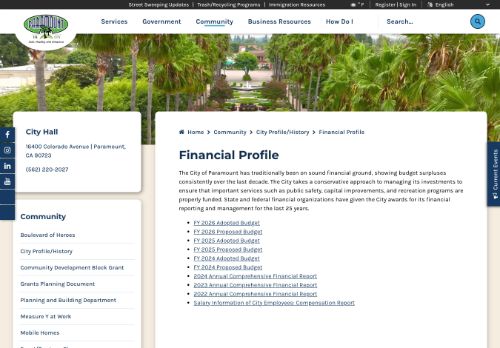 Street Sweeping Updates | Trash/Recycling Programs | Immigration Resources
° F
Register | Sign In
English
PARAMOUNT
Services
Government
Community
Business Resources
How Do I
Search...
City Hall
16400 Colorado Avenue | Paramount,
CA 90723
(562) 220-2027
Community
Boulevard of Heroes
City Profile/History
Community Development Block Grant
Grants Planning Document
Planning and Building Department
Measure Y at Work
Mobile Homes
Home > Community > City Profile/History > Financial Profile
Financial Profile
The City of Paramount has traditionally been on sound financial ground, showing budget surpluses
consistently over the last decade. The City takes a conservative approach to managing its investments to
ensure that important services such as public safety, capital improvements, and recreation programs are
properly funded. State and federal financial organizations have given the City awards for its financial
reporting and management for the last 25 years.
FY 2026 Adopted Budget
FY 2026 Proposed Budget
FY 2025 Adopted Budget
FY 2025 Proposed Budget
FY 2024 Adopted Budget
FY 2024 Proposed Budget
2024 Annual Comprehensive Financial Report
2023 Annual Comprehensive Financial Report
2022 Annual Comprehensive Financial Report
Salary Information of City Employees: Compensation Report
Current Events